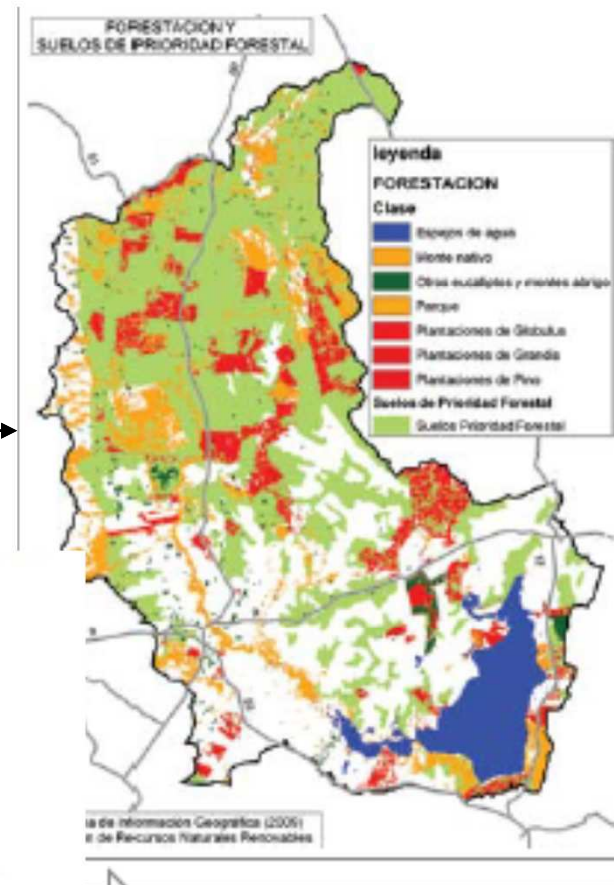 FORESTACION Y
SUELOS DE PRIORIDAD FORESTAL
leyenda
FORESTACION
Clase
Espejos de agua
Monte nativo
Otros eucaliptos y montes abrigo
Parque
Plantaciones de Glóbulus
Plantaciones de Grandis
Plantaciones de Pino
Suelos de Prioridad Forestal
Suelos Prioridad Forestal
a de Información Geográfica (2009)
n de Recursos Naturales Renovables